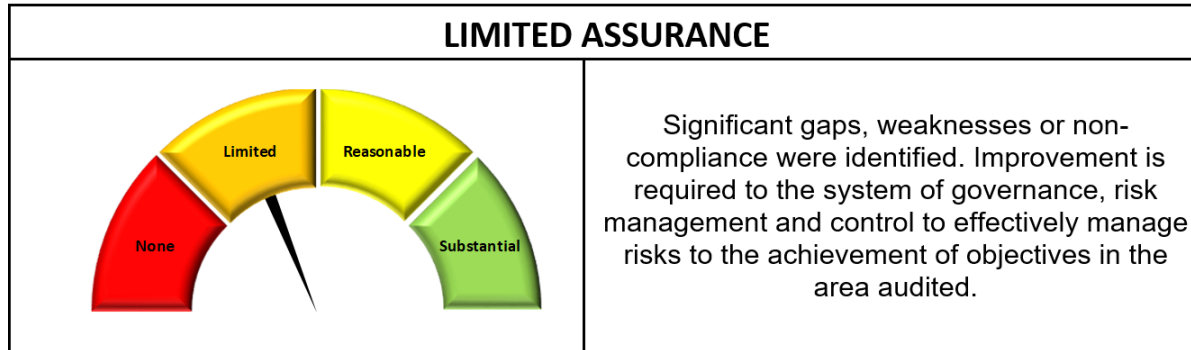 LIMITED ASSURANCE
Limited
Reasonable
None
Substantial
Significant gaps, weaknesses or non-
compliance were identified. Improvement is
required to the system of governance, risk
management and control to effectively manage
risks to the achievement of objectives in the
area audited.